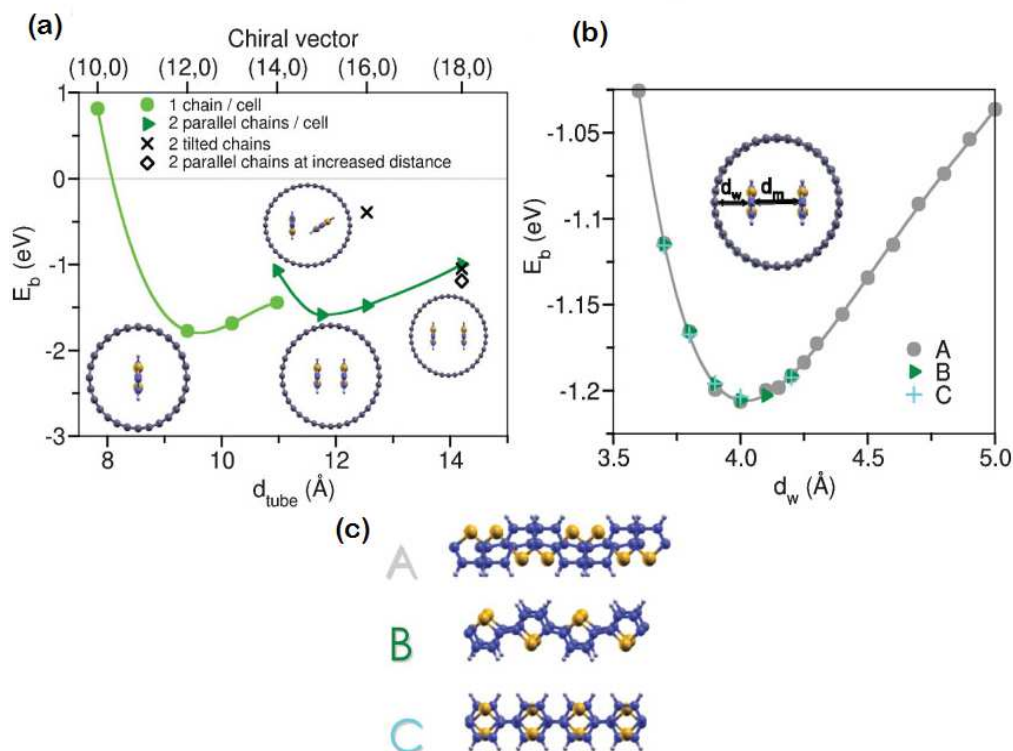 (a)
Chiral vector
(10,0) (12,0) (14,0) (16,0) (18,0)
1 chain / cell
2 parallel chains / cell
2 tilted chains
2 parallel chains at increased distance
1
0
-1
-2
-3
E_b (eV)
8 10 12 14
d_tube (Å)
(b)
-1.05
-1.1
-1.15
-1.2
E_b (eV)
d_w d_m
A
B
C
3.5 4.0 4.5 5.0
d_w (Å)
(c)
A
B
C